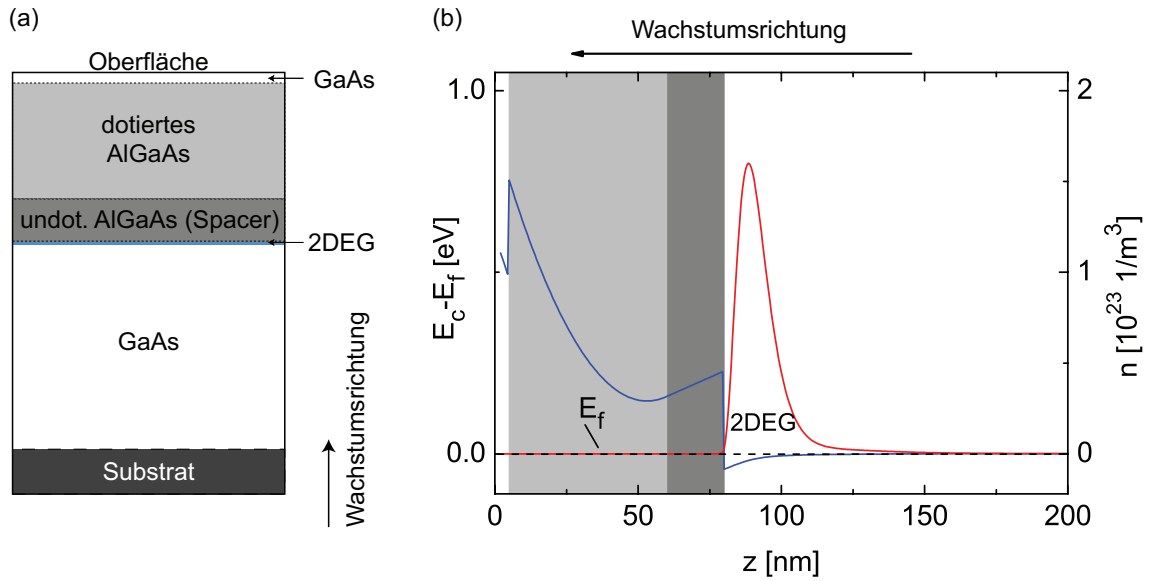 (a)
Oberfläche
GaAs
dotiertes
AlGaAs
undot. AlGaAs (Spacer)
2DEG
GaAs
Wachstumsrichtung
Substrat
(b)
Wachstumsrichtung
1.0
0.0
E_c-E_f [eV]
E_f
2DEG
2
1
0
n [10^23 1/m^3]
0
50
100
150
200
z [nm]